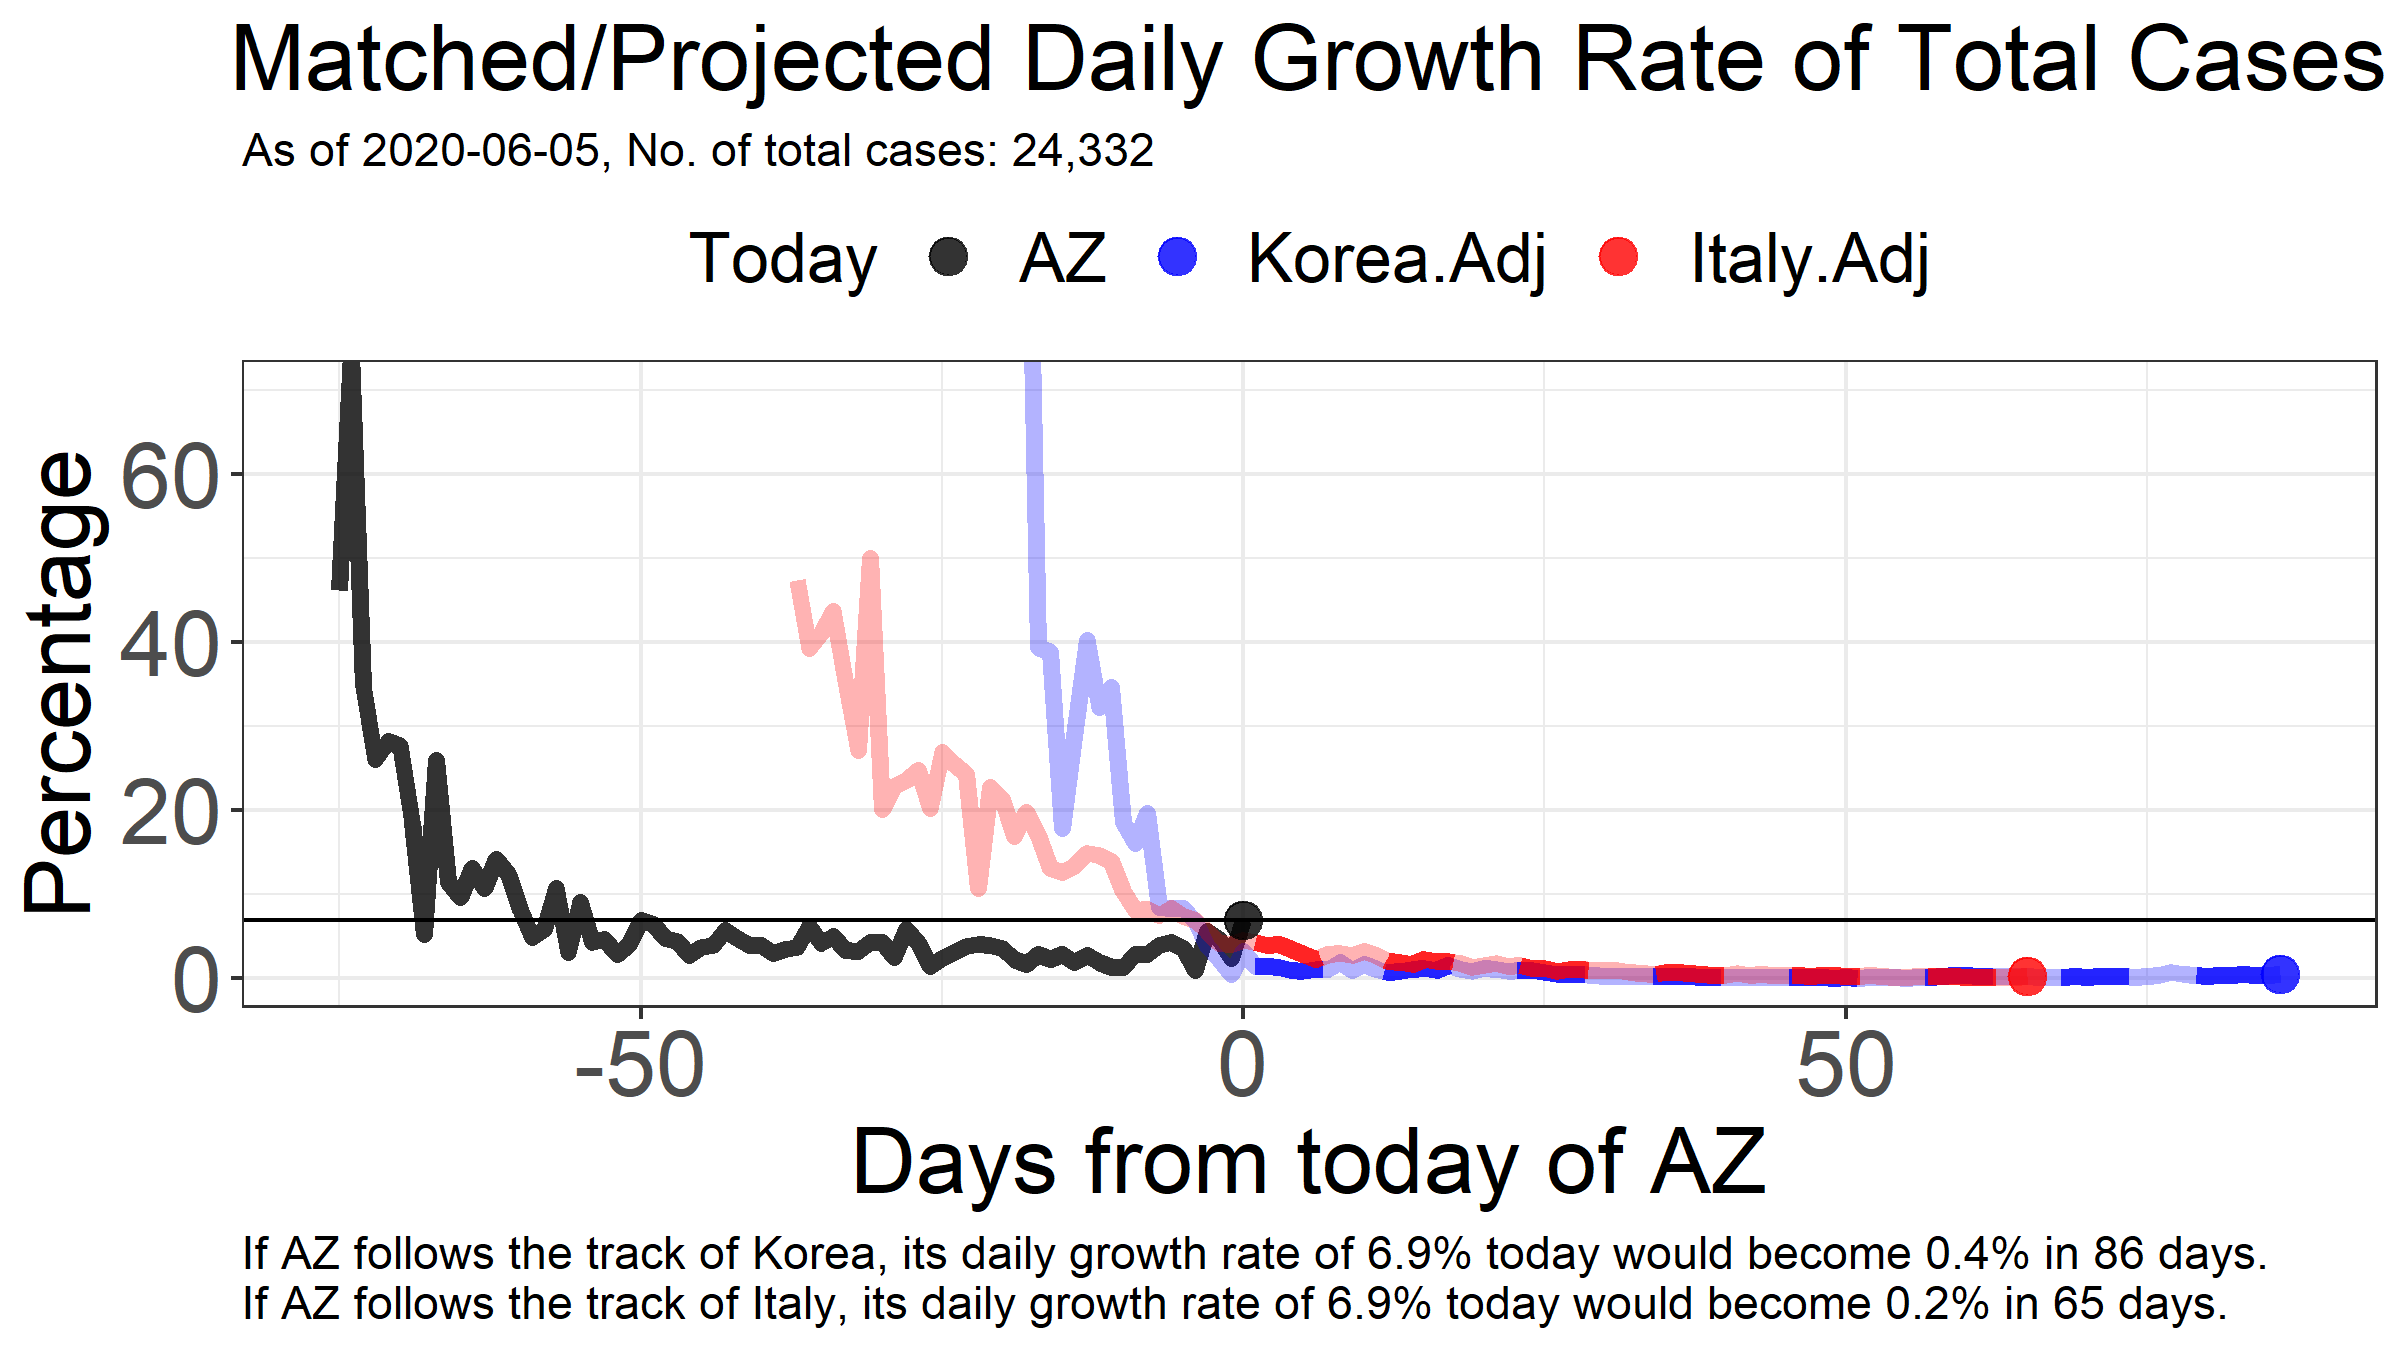 Matched/Projected Daily Growth Rate of Total Cases
As of 2020-06-05, No. of total cases: 24,332
Today AZ Korea.Adj Italy.Adj
Percentage
60
40
20
0
-50 0 50
Days from today of AZ
If AZ follows the track of Korea, its daily growth rate of 6.9% today would become 0.4% in 86 days.
If AZ follows the track of Italy, its daily growth rate of 6.9% today would become 0.2% in 65 days.